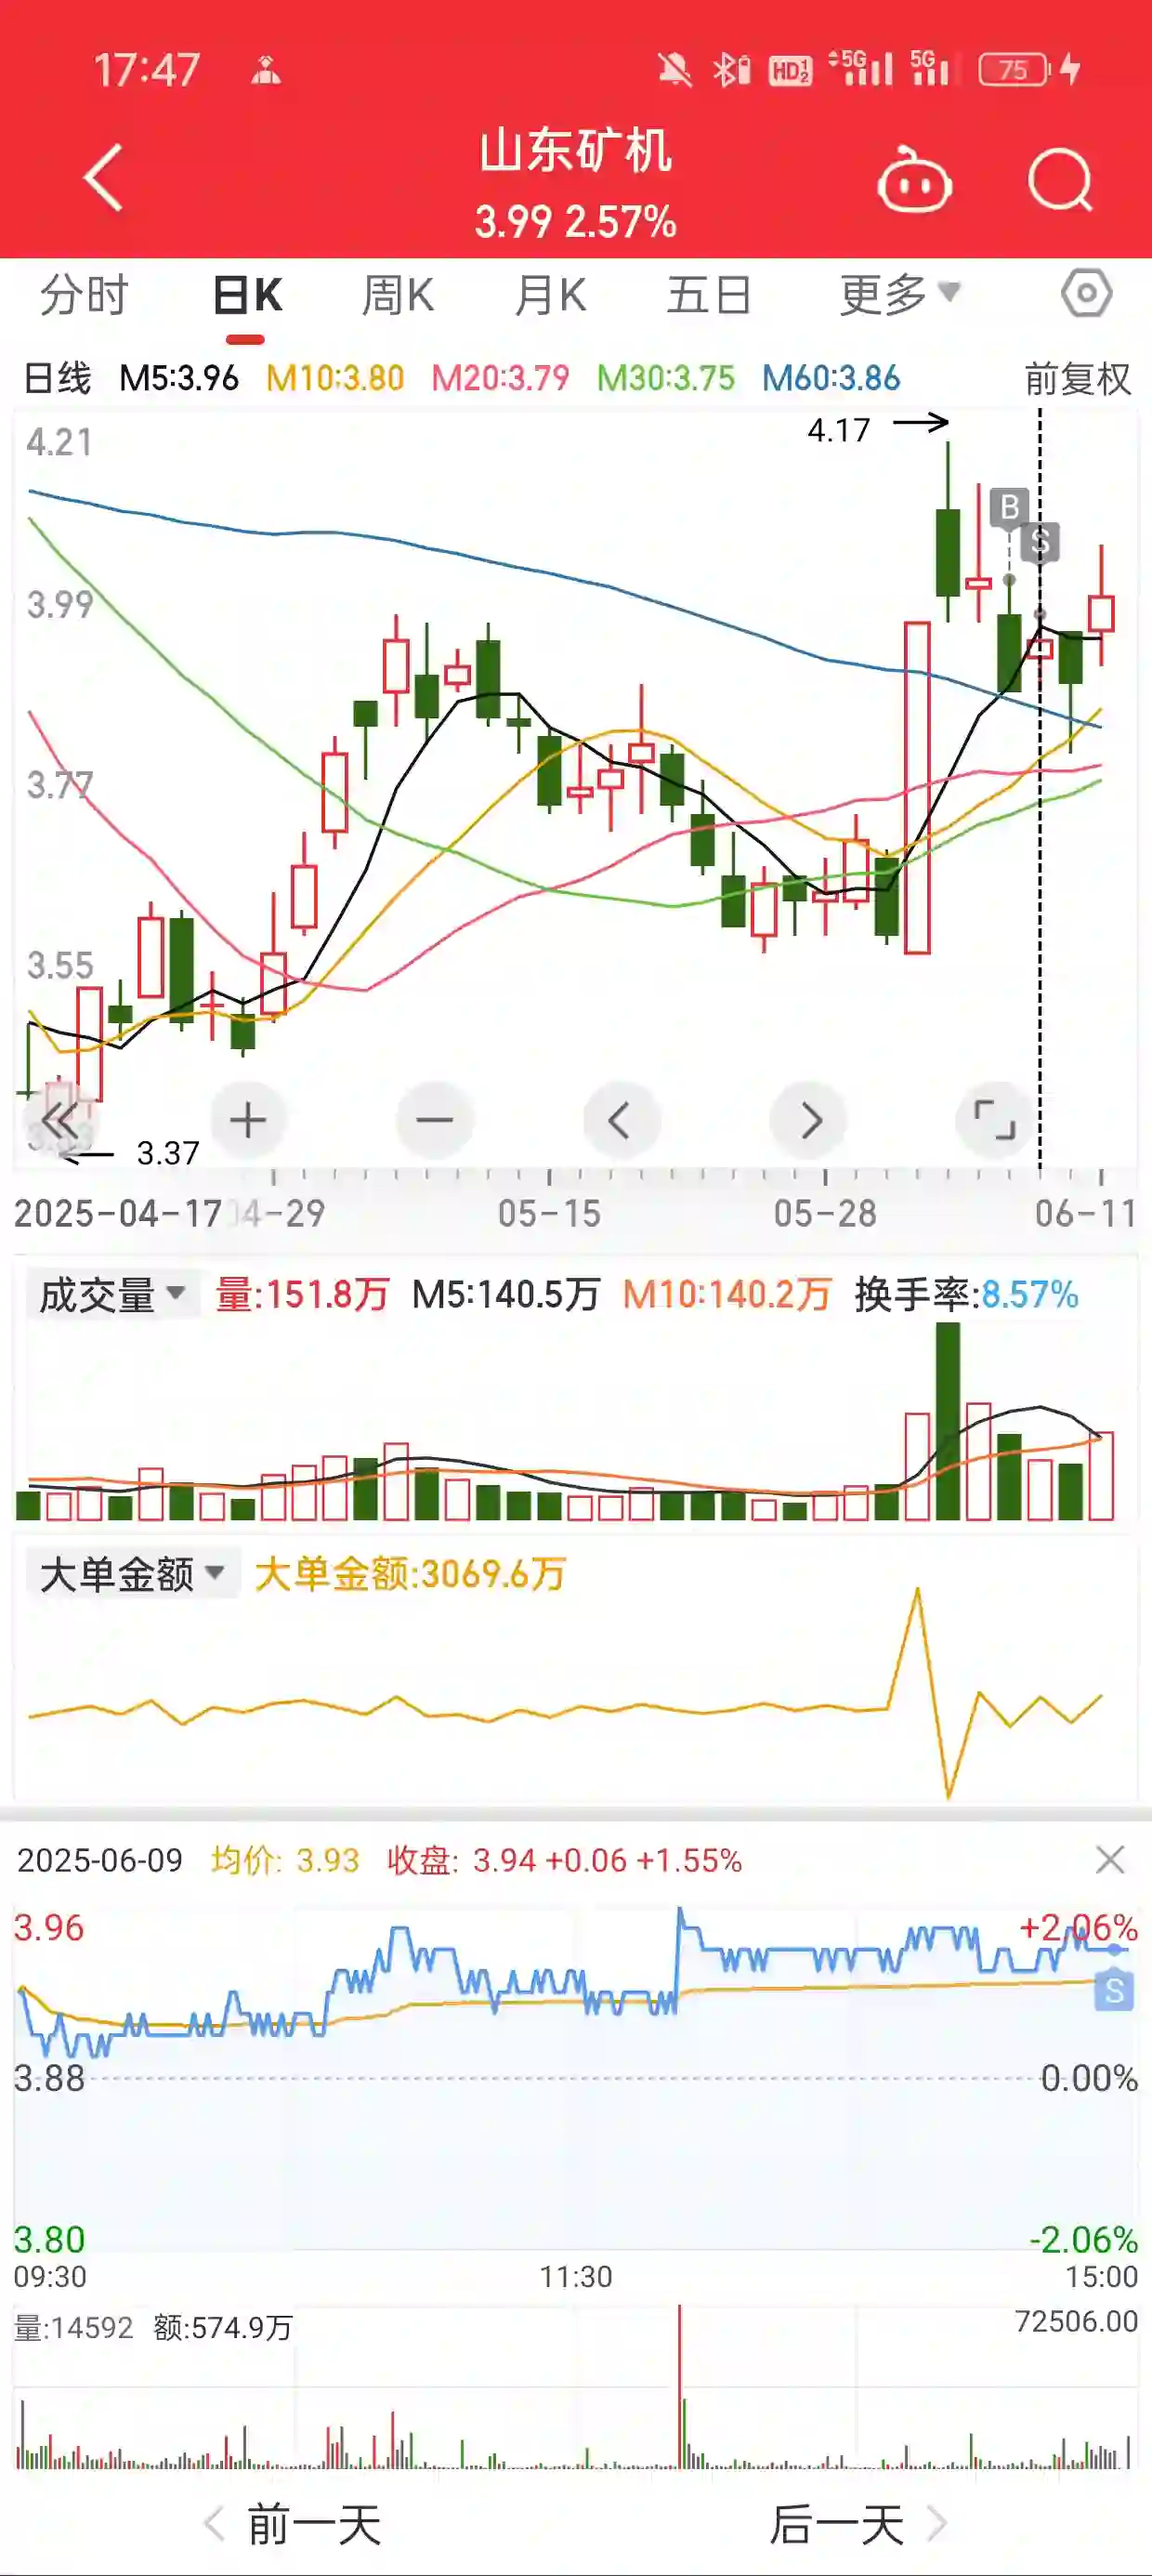 17:47 HD 1 2 5G 5G 75
山东矿机
3.99 2.57%
分时 日K 周K 月K 五日 更多
日线 M5:3.96 M10:3.80 M20:3.79 M30:3.75 M60:3.86 前复权
4.21
4.17
B
S
3.99
3.77
3.55
3.37
2025-04-17 04-29 05-15 05-28 06-11
成交量 量:151.8万 M5:140.5万 M10:140.2万 换手率:8.57%
大单金额 大单金额:3069.6万
2025-06-09 均价: 3.93 收盘: 3.94 +0.06 +1.55%
3.96 +2.06%
S
3.88 0.00%
3.80 -2.06%
09:30 11:30 15:00
量:14592 额:574.9万 72506.00
前一天 后一天